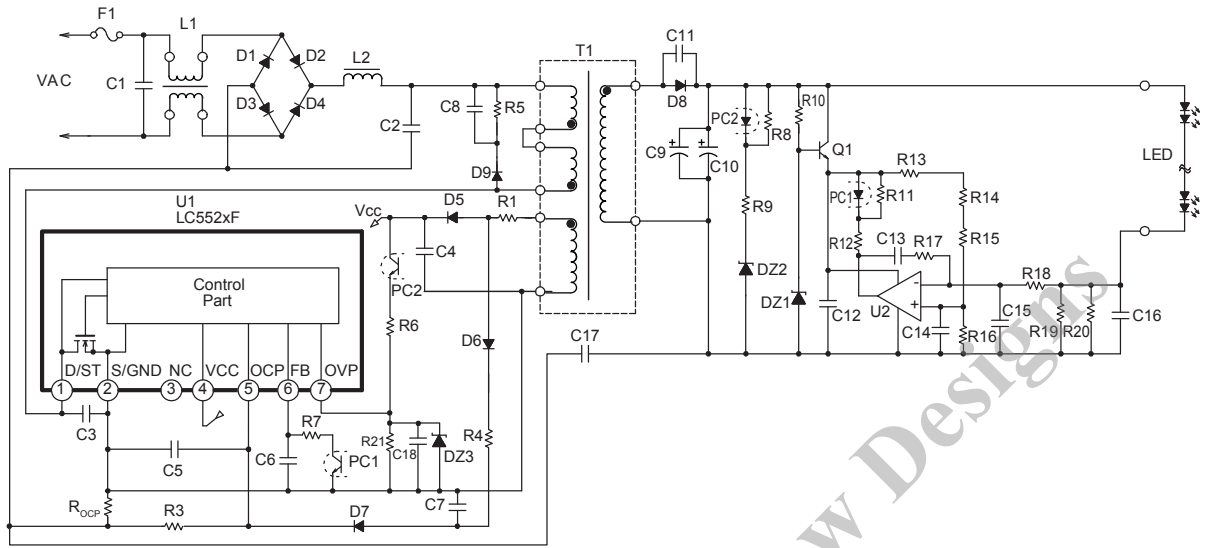 F1
L1
C11
T1
D1
D2
L2
VAC
C1
D8
D3
D4
C8
R5
C2
PC2
R8
R10
Q1
C9
C10
LED
R13
D9
PC1
R11
R14
U1
LC552xF
D5
R1
VCC
R9
R12
C13
R17
R15
C4
Control
Part
PC2
DZ2
R18
DZ1
U2
-
+
C12
C14
R16
C15
R19
R20
C16
R6
D6
C17
D/ST
S/GND
NC
VCC
OCP
FB
OVP
1
2
3
4
5
6
7
C3
R7
R21
C18
DZ3
R4
C5
C6
PC1
ROCP
R3
D7
C7
w Designs